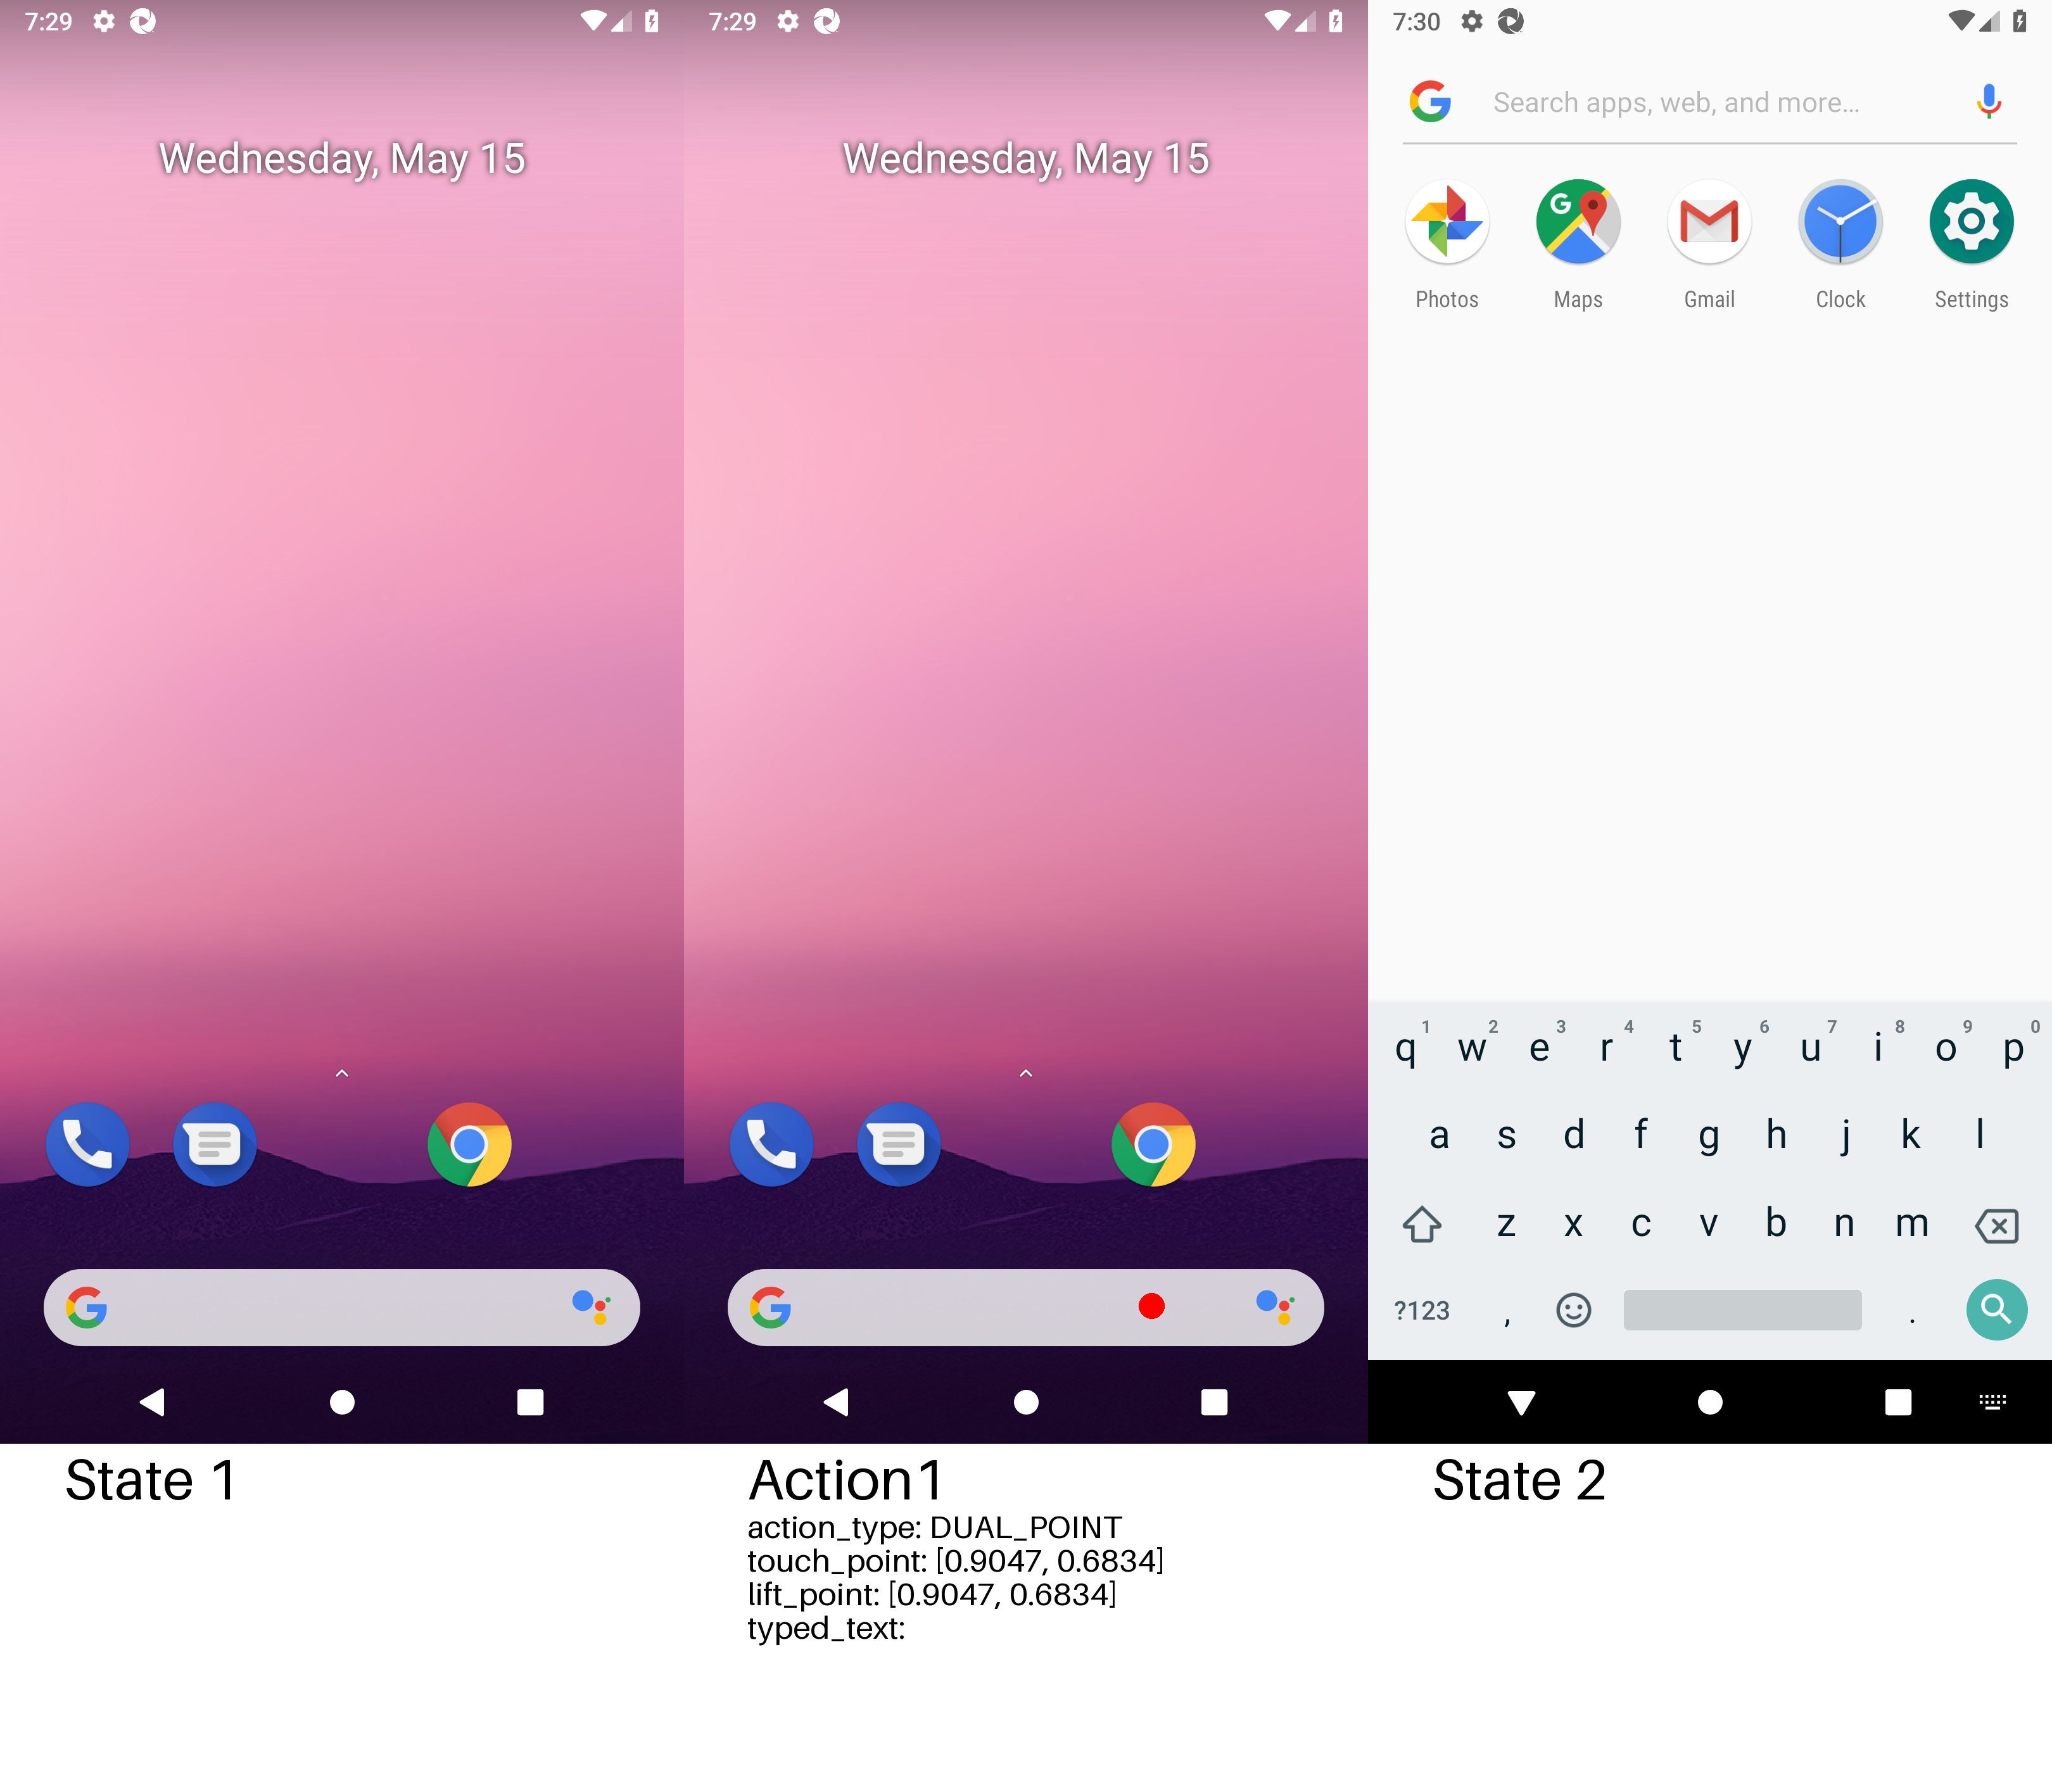 7:29
Wednesday, May 15
State 1
7:29
Wednesday, May 15
Action1
action_type: DUAL_POINT
touch_point: [0.9047, 0.6834]
lift_point: [0.9047, 0.6834]
typed_text:
7:30
G Search apps, web, and more...
Photos Maps Gmail Clock Settings
1 2 3 4 5 6 7 8 9 0
q w e r t y u i o p
a s d f g h j k l
z x c v b n m
?123 , .
State 2